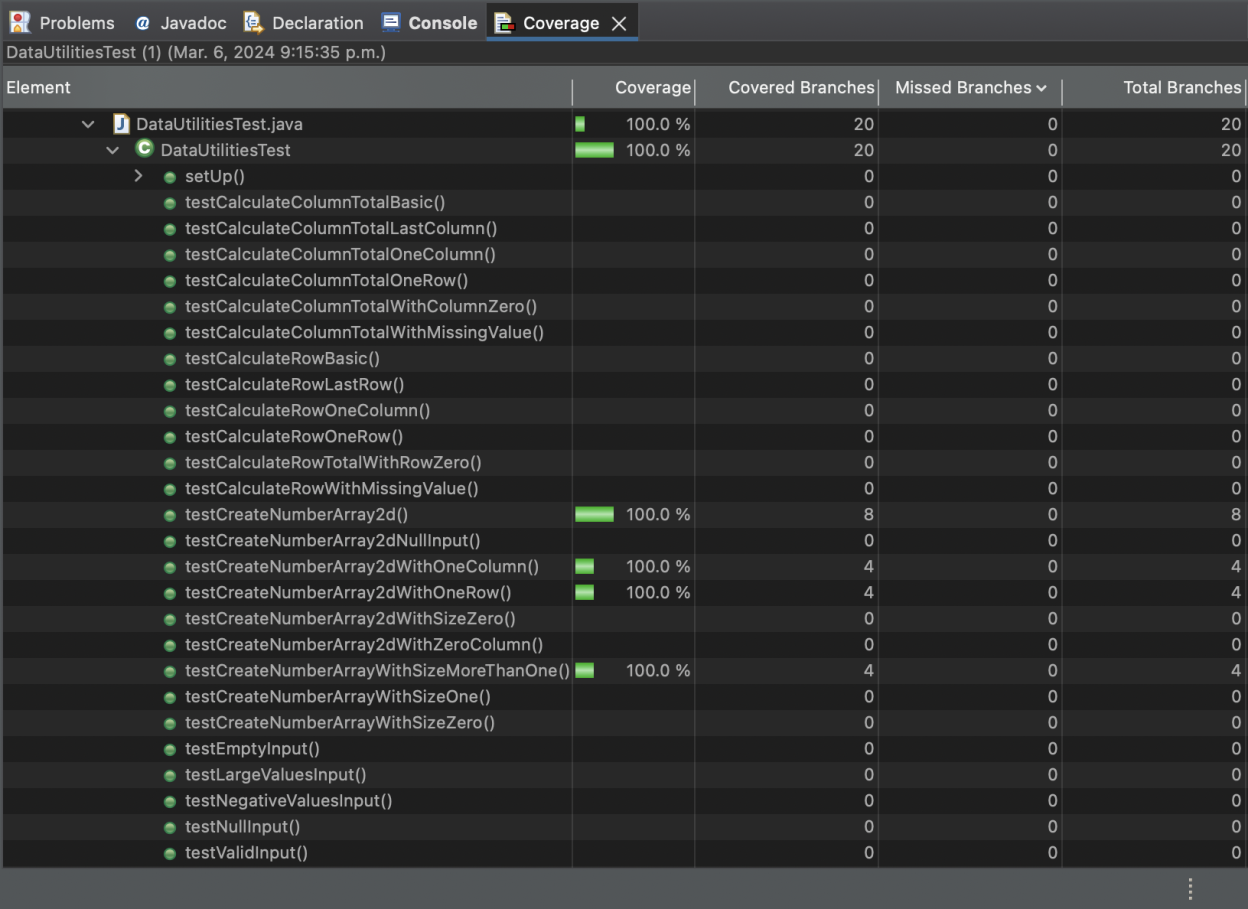 Problems @ Javadoc Declaration Console Coverage
DataUtilitiesTest (1) (Mar. 6, 2024 9:15:35 p.m.)
Element Coverage Covered Branches Missed Branches Total Branches
J DataUtilitiesTest.java 100.0 % 20 0 20
C DataUtilitiesTest 100.0 % 20 0 20
setUp() 0 0 0
testCalculateColumnTotalBasic() 0 0 0
testCalculateColumnTotalLastColumn() 0 0 0
testCalculateColumnTotalOneColumn() 0 0 0
testCalculateColumnTotalOneRow() 0 0 0
testCalculateColumnTotalWithColumnZero() 0 0 0
testCalculateColumnTotalWithMissingValue() 0 0 0
testCalculateRowBasic() 0 0 0
testCalculateRowLastRow() 0 0 0
testCalculateRowOneColumn() 0 0 0
testCalculateRowOneRow() 0 0 0
testCalculateRowTotalWithRowZero() 0 0 0
testCalculateRowWithMissingValue() 0 0 0
testCreateNumberArray2d() 100.0 % 8 0 8
testCreateNumberArray2dNullInput() 0 0 0
testCreateNumberArray2dWithOneColumn() 100.0 % 4 0 4
testCreateNumberArray2dWithOneRow() 100.0 % 4 0 4
testCreateNumberArray2dWithSizeZero() 0 0 0
testCreateNumberArray2dWithZeroColumn() 0 0 0
testCreateNumberArrayWithSizeMoreThanOne() 100.0 % 4 0 4
testCreateNumberArrayWithSizeOne() 0 0 0
testCreateNumberArrayWithSizeZero() 0 0 0
testEmptyInput() 0 0 0
testLargeValuesInput() 0 0 0
testNegativeValuesInput() 0 0 0
testNullInput() 0 0 0
testValidInput() 0 0 0